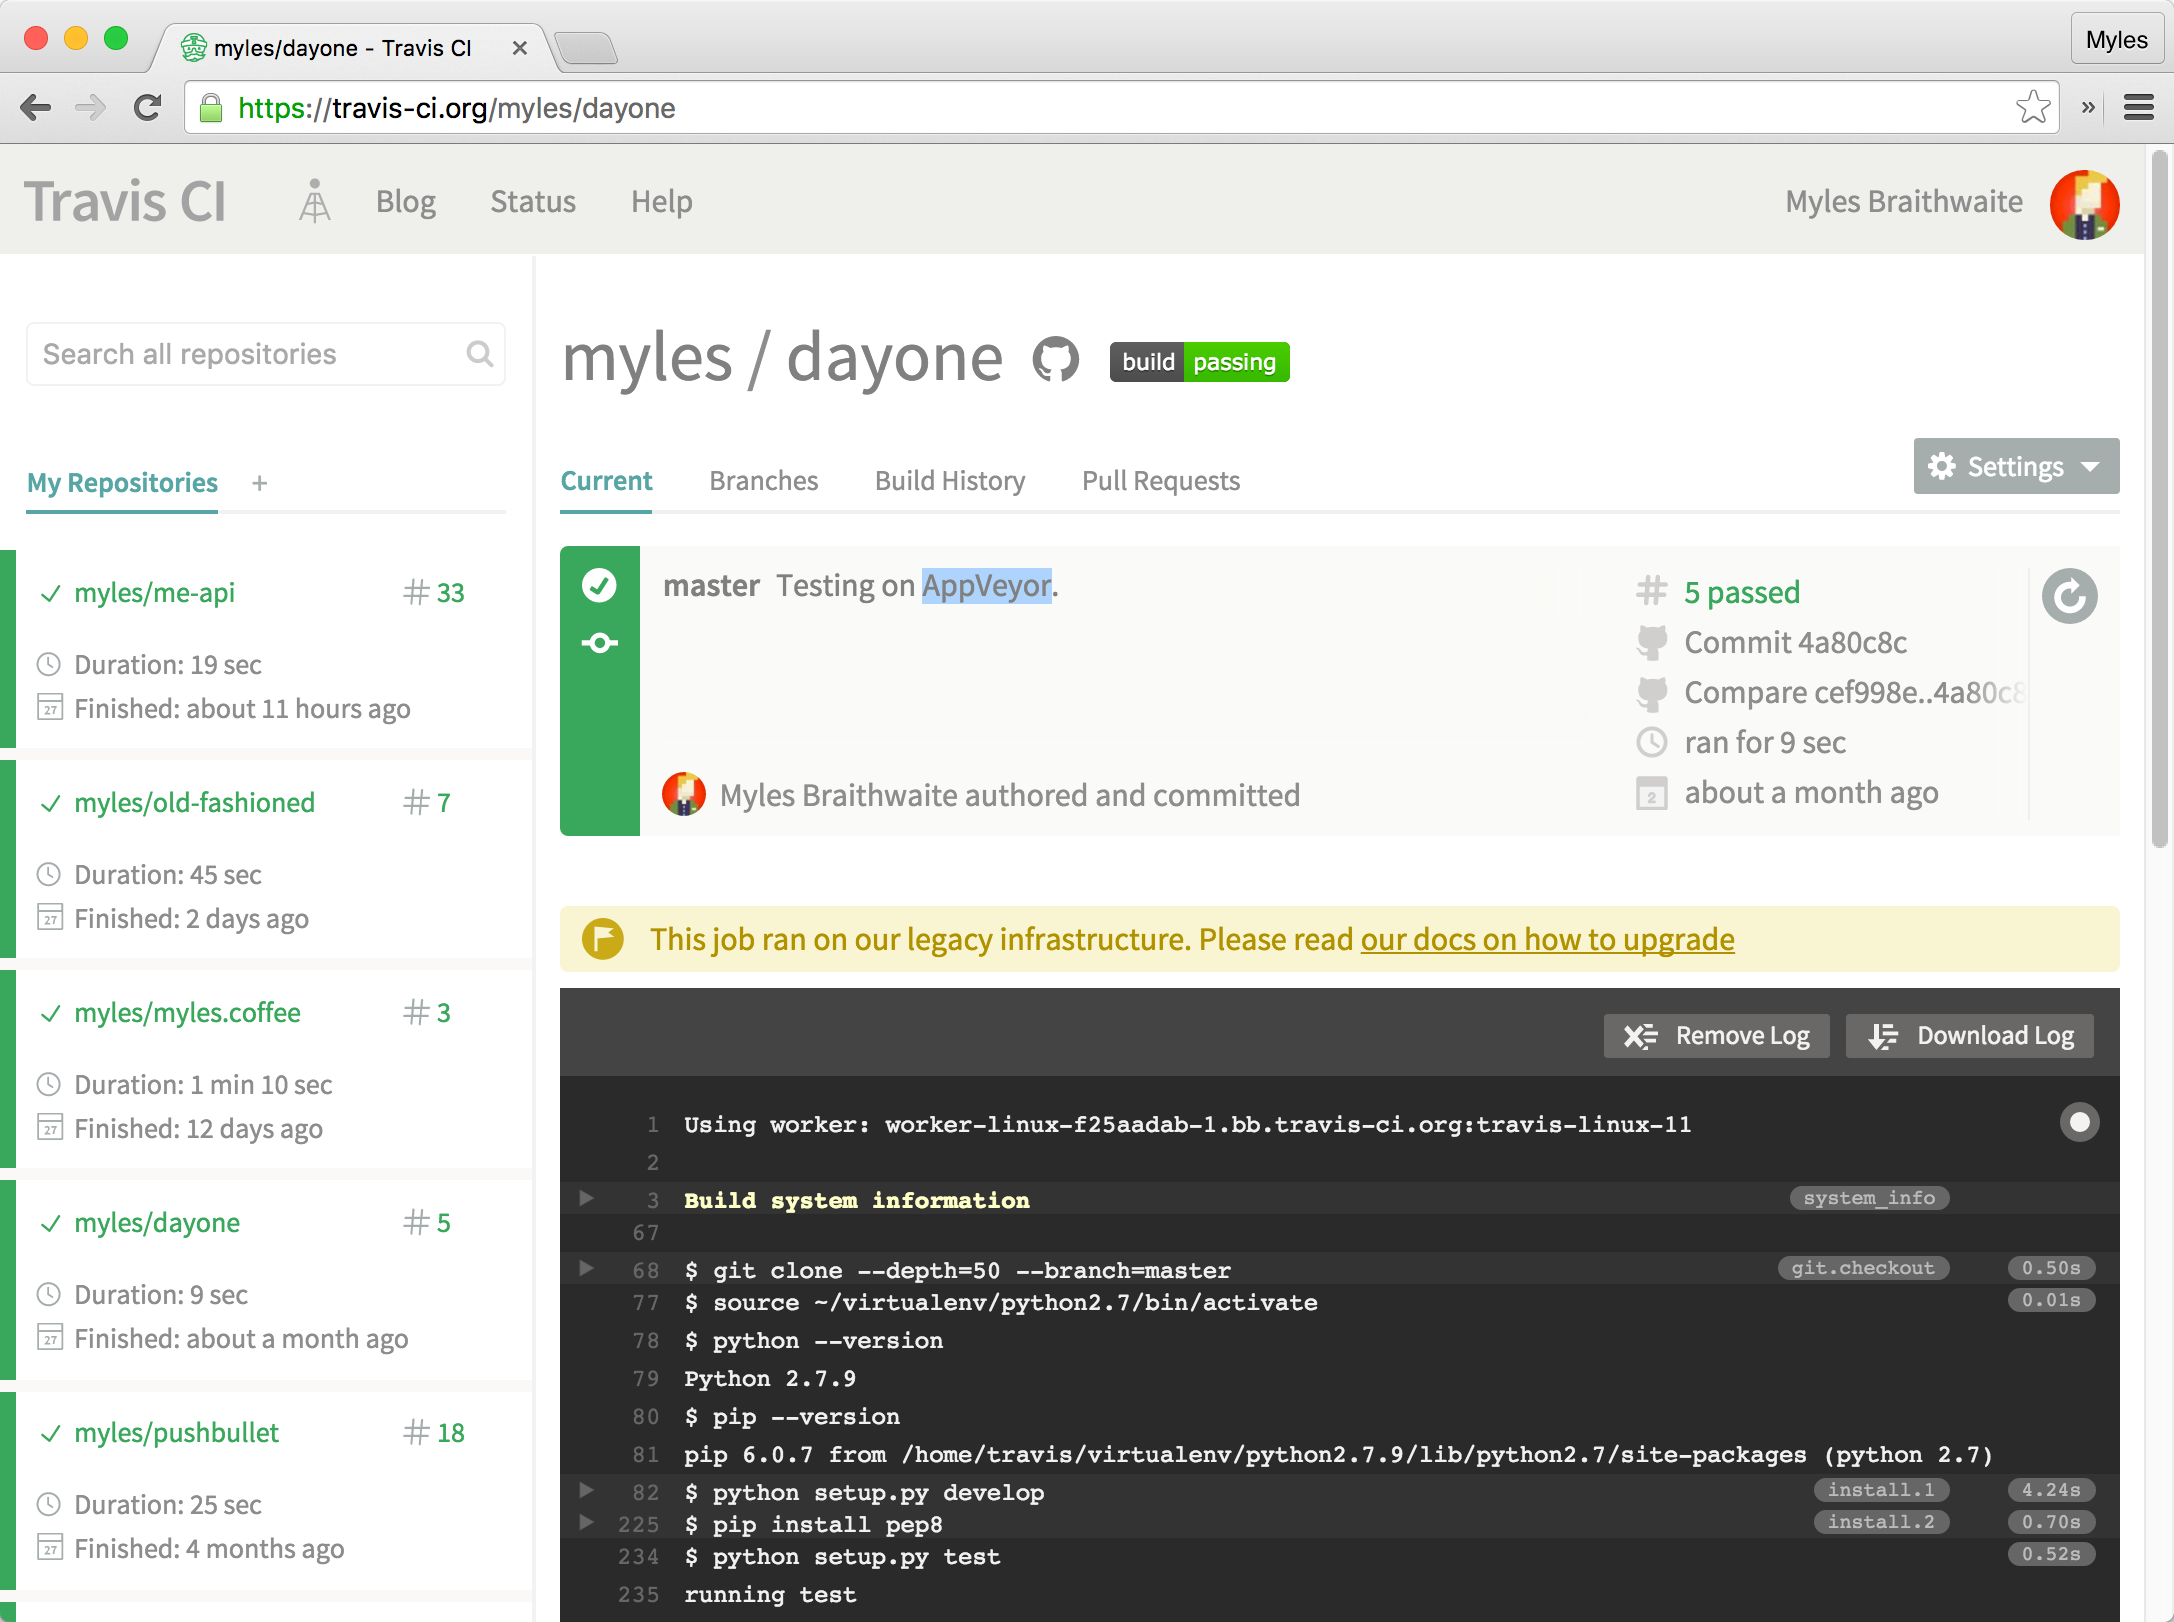 myles/dayone - Travis CI
Myles
https://travis-ci.org/myles/dayone
»
Travis CI Blog Status Help Myles Braithwaite
Search all repositories
My Repositories +
myles/me-api # 33
Duration: 19 sec
27 Finished: about 11 hours ago
myles/old-fashioned # 7
Duration: 45 sec
27 Finished: 2 days ago
myles/myles.coffee # 3
Duration: 1 min 10 sec
27 Finished: 12 days ago
myles/dayone # 5
Duration: 9 sec
27 Finished: about a month ago
myles/pushbullet # 18
Duration: 25 sec
27 Finished: 4 months ago
myles / dayone build passing
Current Branches Build History Pull Requests Settings
master Testing on AppVeyor.
Myles Braithwaite authored and committed
# 5 passed
Commit 4a80c8c
Compare cef998e..4a80c8
ran for 9 sec
2 about a month ago
This job ran on our legacy infrastructure. Please read our docs on how to upgrade
Remove Log Download Log
1 Using worker: worker-linux-f25aadab-1.bb.travis-ci.org:travis-linux-11
2
3 Build system information system_info
67
68 $ git clone --depth=50 --branch=master git.checkout 0.50s
77 $ source ~/virtualenv/python2.7/bin/activate 0.01s
78 $ python --version
79 Python 2.7.9
80 $ pip --version
81 pip 6.0.7 from /home/travis/virtualenv/python2.7.9/lib/python2.7/site-packages (python 2.7)
82 $ python setup.py develop install.1 4.24s
225 $ pip install pep8 install.2 0.70s
234 $ python setup.py test 0.52s
235 running test